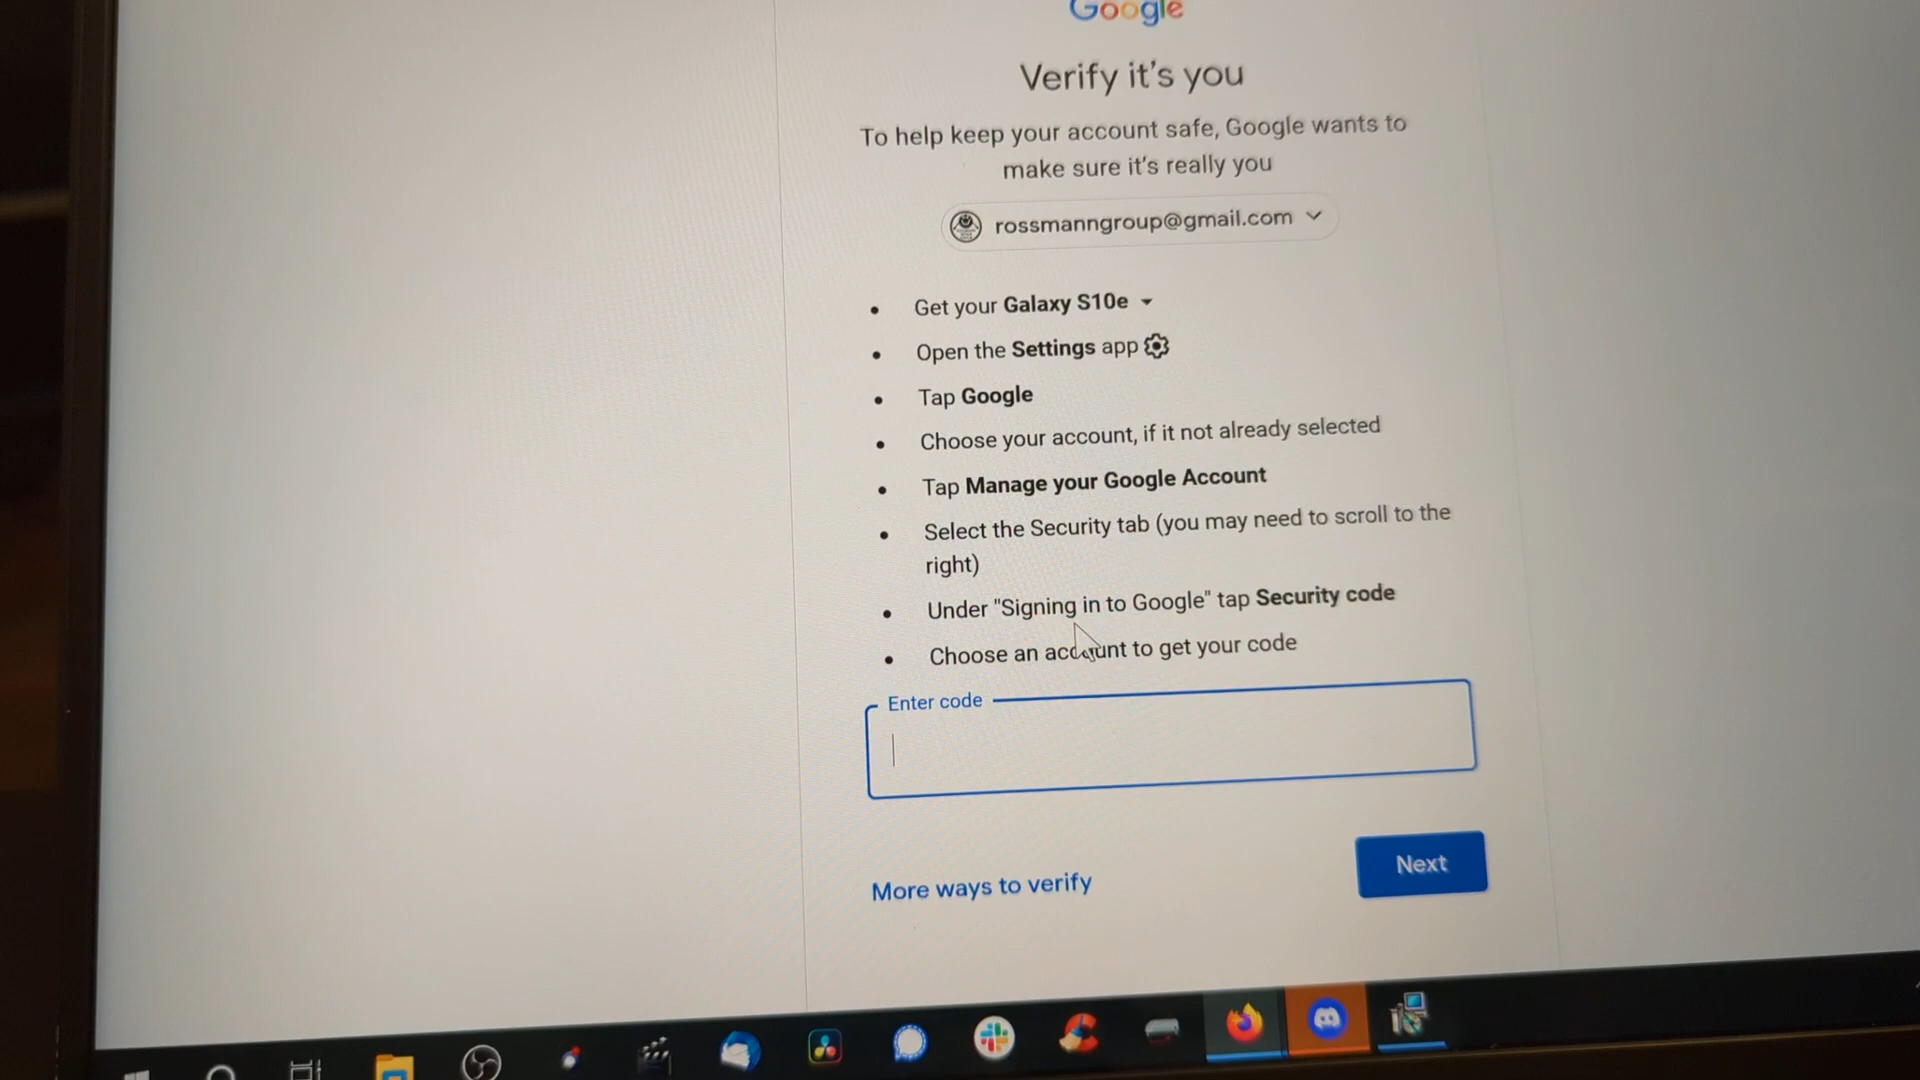 Google
Verify it's you
To help keep your account safe, Google wants to
make sure it's really you
rossmanngroup@gmail.com
Get your Galaxy S10e
Open the Settings app
Tap Google
Choose your account, if it not already selected
Tap Manage your Google Account
Select the Security tab (you may need to scroll to the
right)
Under "Signing in to Google" tap Security code
Choose an account to get your code
Enter code
More ways to verify
Next